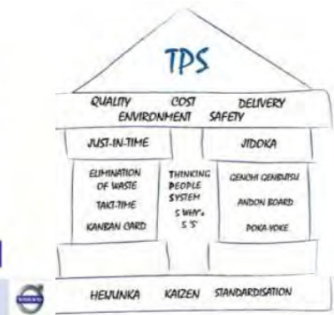 TPS
QUALITY COST DELIVERY
ENVIRONMENT SAFETY
JUST-IN-TIME
JIDOKA
ELIMINATION
OF WASTE
TAKT-TIME
KANBAN CARD
THINKING
PEOPLE
SYSTEM
5 WHY'S
5 'S'
GENCHI GENBUTSU
ANDON BOARD
POKA-YOKE
HEIJUNKA KAIZEN STANDARDISATION
VOLVO